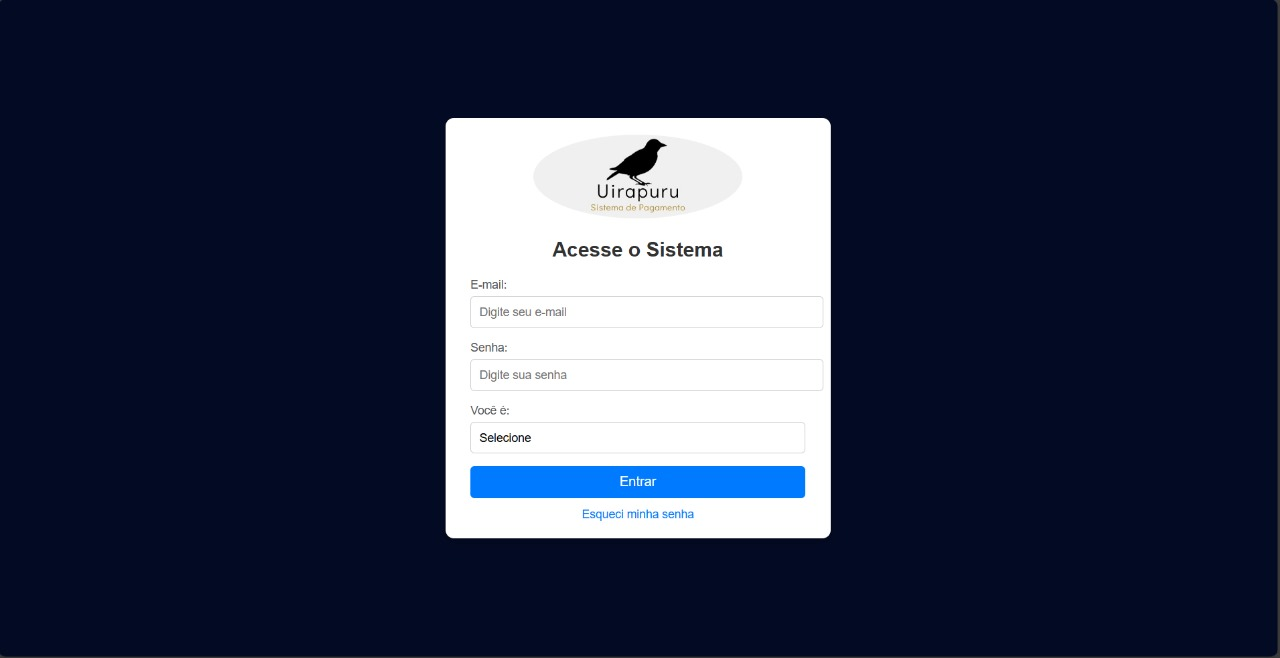 Uirapuru
Sistema de Pagamento
Acesse o Sistema
E-mail:
Digite seu e-mail
Senha:
Digite sua senha
Você é:
Selecione
Entrar
Esqueci minha senha